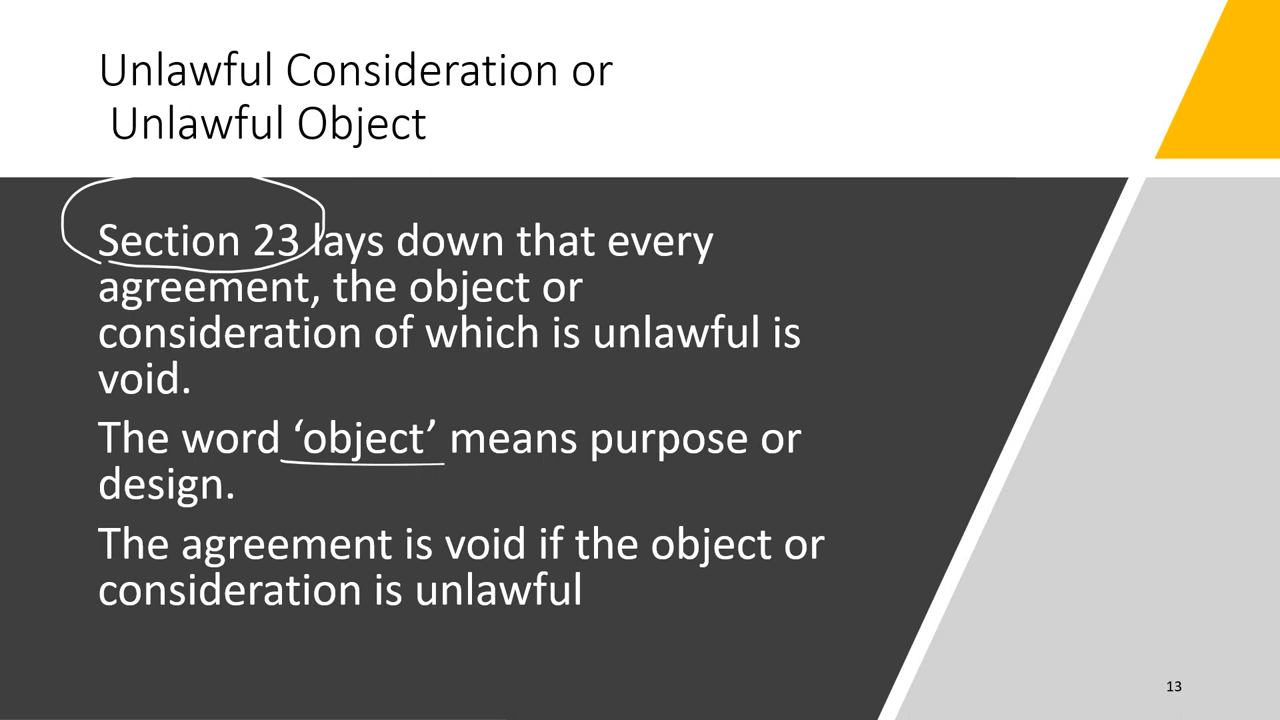 Unlawful Consideration or
Unlawful Object
Section 23 lays down that every
agreement, the object or
consideration of which is unlawful is
void.
The word ‘object’ means purpose or
design.
The agreement is void if the object or
consideration is unlawful
13